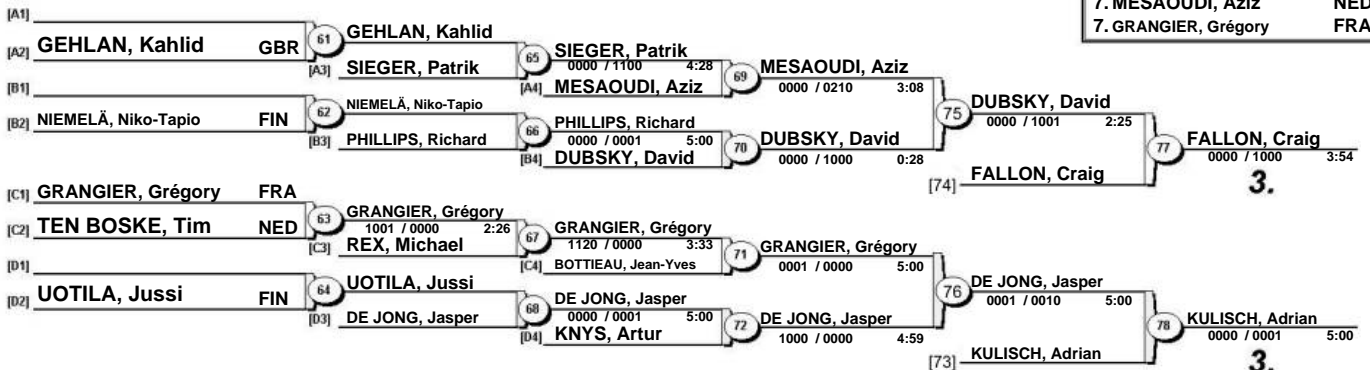 7. MESAOUDI, Aziz NED
7. GRANGIER, Grégory FRA
[A1]
[A2] GEHLAN, Kahlid GBR
61
GEHLAN, Kahlid
[A3] SIEGER, Patrik
65
SIEGER, Patrik
0000 / 1100 4:28
[A4] MESAOUDI, Aziz
69
MESAOUDI, Aziz
0000 / 0210 3:08
[B1]
[B2] NIEMELÄ, Niko-Tapio FIN
62
NIEMELÄ, Niko-Tapio
[B3] PHILLIPS, Richard
66
PHILLIPS, Richard
0000 / 0001 5:00
[B4] DUBSKY, David
70
DUBSKY, David
0000 / 1000 0:28
75
DUBSKY, David
0000 / 1001 2:25
[74] FALLON, Craig
77
FALLON, Craig
0000 / 1000 3:54
3.
[C1] GRANGIER, Grégory FRA
[C2] TEN BOSKE, Tim NED
63
GRANGIER, Grégory
1001 / 0000 2:26
[C3] REX, Michael
67
GRANGIER, Grégory
1120 / 0000 3:33
[C4] BOTTIEAU, Jean-Yves
71
GRANGIER, Grégory
0001 / 0000 5:00
[D1]
[D2] UOTILA, Jussi FIN
64
UOTILA, Jussi
[D3] DE JONG, Jasper
68
DE JONG, Jasper
0000 / 0001 5:00
[D4] KNYS, Artur
72
DE JONG, Jasper
1000 / 0000 4:59
76
DE JONG, Jasper
0001 / 0010 5:00
[73] KULISCH, Adrian
78
KULISCH, Adrian
0000 / 0001 5:00
3.